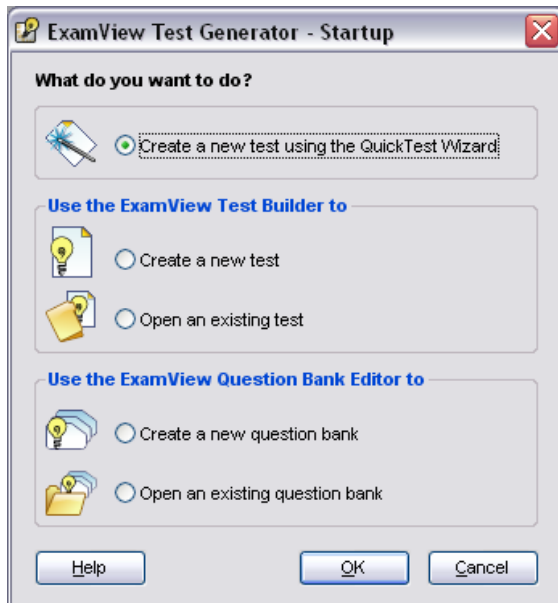 ExamView Test Generator - Startup
What do you want to do?
Create a new test using the QuickTest Wizard
Use the ExamView Test Builder to
Create a new test
Open an existing test
Use the ExamView Question Bank Editor to
Create a new question bank
Open an existing question bank
Help OK Cancel